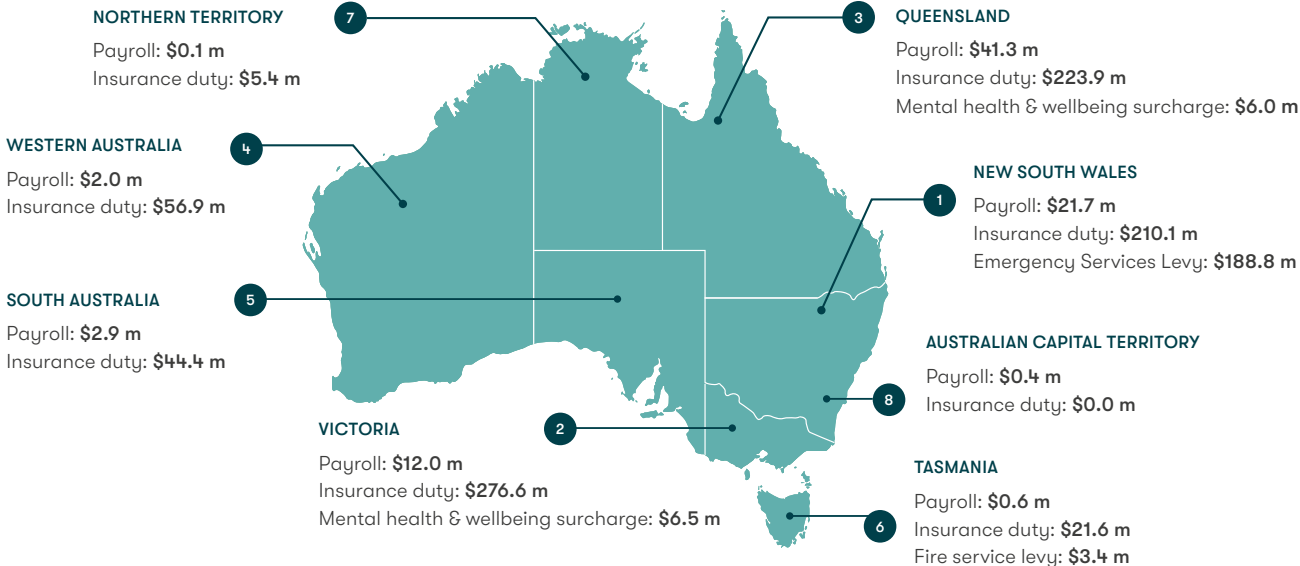 NORTHERN TERRITORY
Payroll: $0.1 m
Insurance duty: $5.4 m
7
3
QUEENSLAND
Payroll: $41.3 m
Insurance duty: $223.9 m
Mental health & wellbeing surcharge: $6.0 m
WESTERN AUSTRALIA
Payroll: $2.0 m
Insurance duty: $56.9 m
4
1
NEW SOUTH WALES
Payroll: $21.7 m
Insurance duty: $210.1 m
Emergency Services Levy: $188.8 m
SOUTH AUSTRALIA
Payroll: $2.9 m
Insurance duty: $44.4 m
5
8
AUSTRALIAN CAPITAL TERRITORY
Payroll: $0.4 m
Insurance duty: $0.0 m
VICTORIA
Payroll: $12.0 m
Insurance duty: $276.6 m
Mental health & wellbeing surcharge: $6.5 m
2
6
TASMANIA
Payroll: $0.6 m
Insurance duty: $21.6 m
Fire service levy: $3.4 m